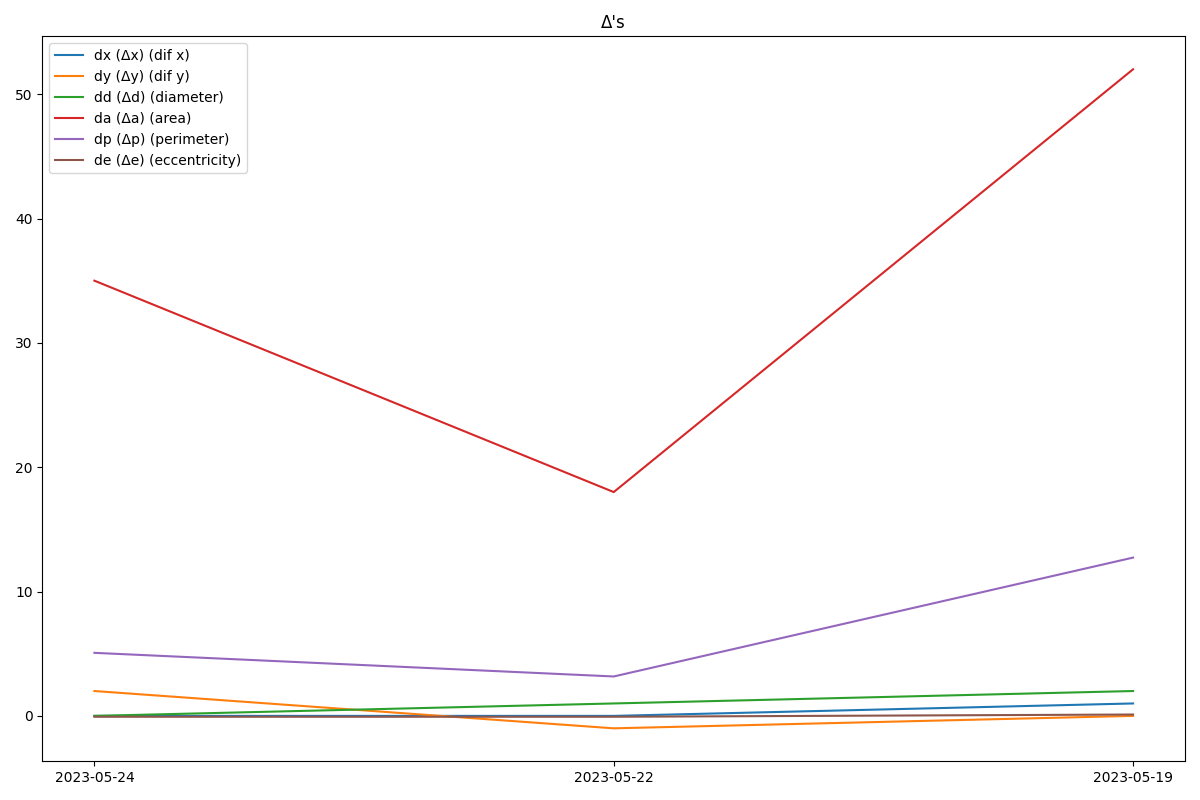 Δ's
dx (Δx) (dif x)
dy (Δy) (dif y)
dd (Δd) (diameter)
da (Δa) (area)
dp (Δp) (perimeter)
de (Δe) (eccentricity)
50
40
30
20
10
0
2023-05-24 2023-05-22 2023-05-19